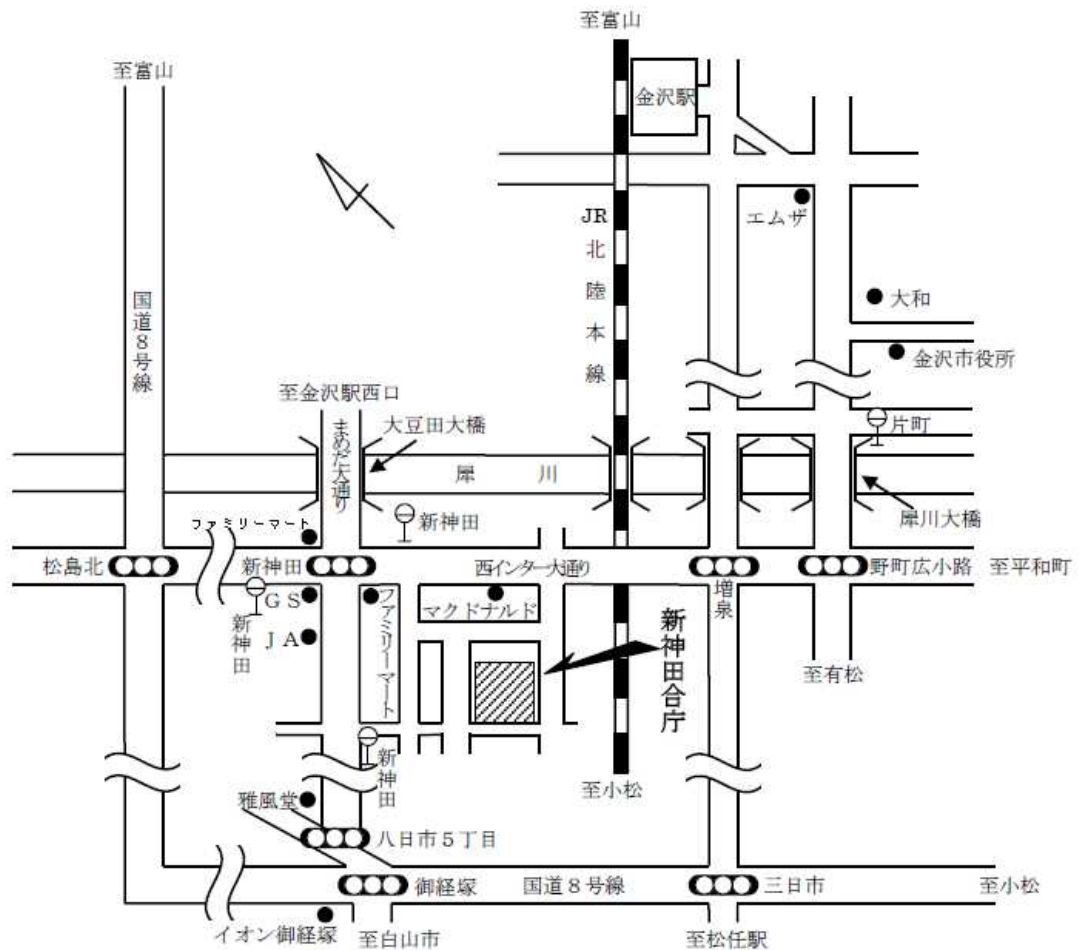 至富山
至富山
金沢駅
エムザ
JR北陸本線
国道８号線
大和
金沢市役所
至金沢駅西口
大豆田大橋
まめだ大通り
片町
犀川
犀川大橋
新神田
ファミリーマート
松島北
新神田
西インター大通り
増泉
野町広小路
至平和町
新神田
ＧＳ
ＪＡ
ファミリーマート
マクドナルド
新神田合庁
至有松
新神田
至小松
雅風堂
八日市５丁目
御経塚
国道８号線
三日市
至小松
イオン御経塚
至白山市
至松任駅